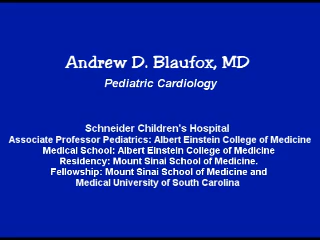 Andrew D. Blaufox, MD
Pediatric Cardiology
Schneider Children's Hospital
Associate Professor Pediatrics: Albert Einstein College of Medicine
Medical School: Albert Einstein College of Medicine
Residency: Mount Sinai School of Medicine.
Fellowship: Mount Sinai School of Medicine and
Medical University of South Carolina